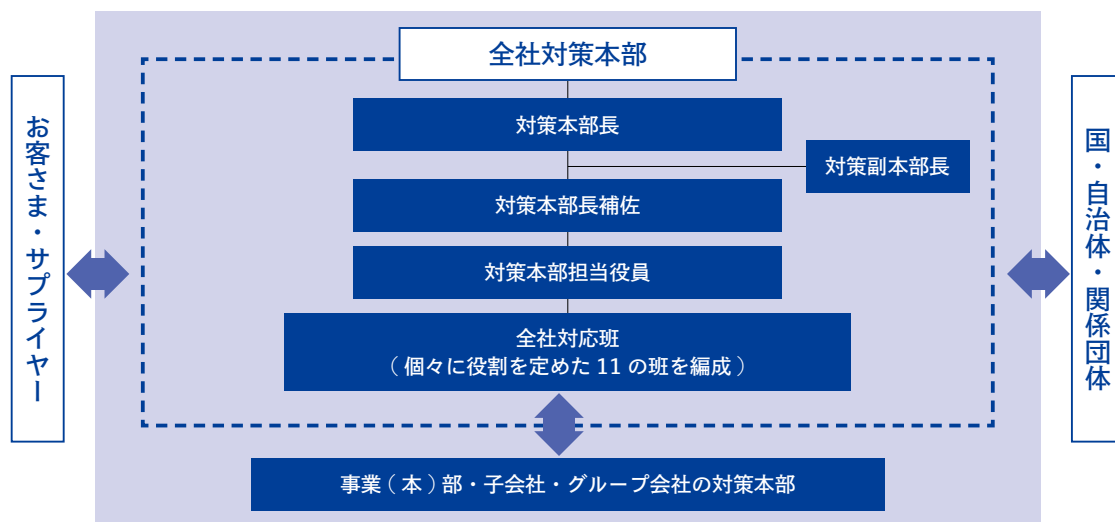 全社対策本部
対策本部長
対策副本部長
対策本部長補佐
対策本部担当役員
全社対応班
（個々に役割を定めた 11 の班を編成）
事業（本）部・子会社・グループ会社の対策本部
お客さま・サプライヤー
国・自治体・関係団体